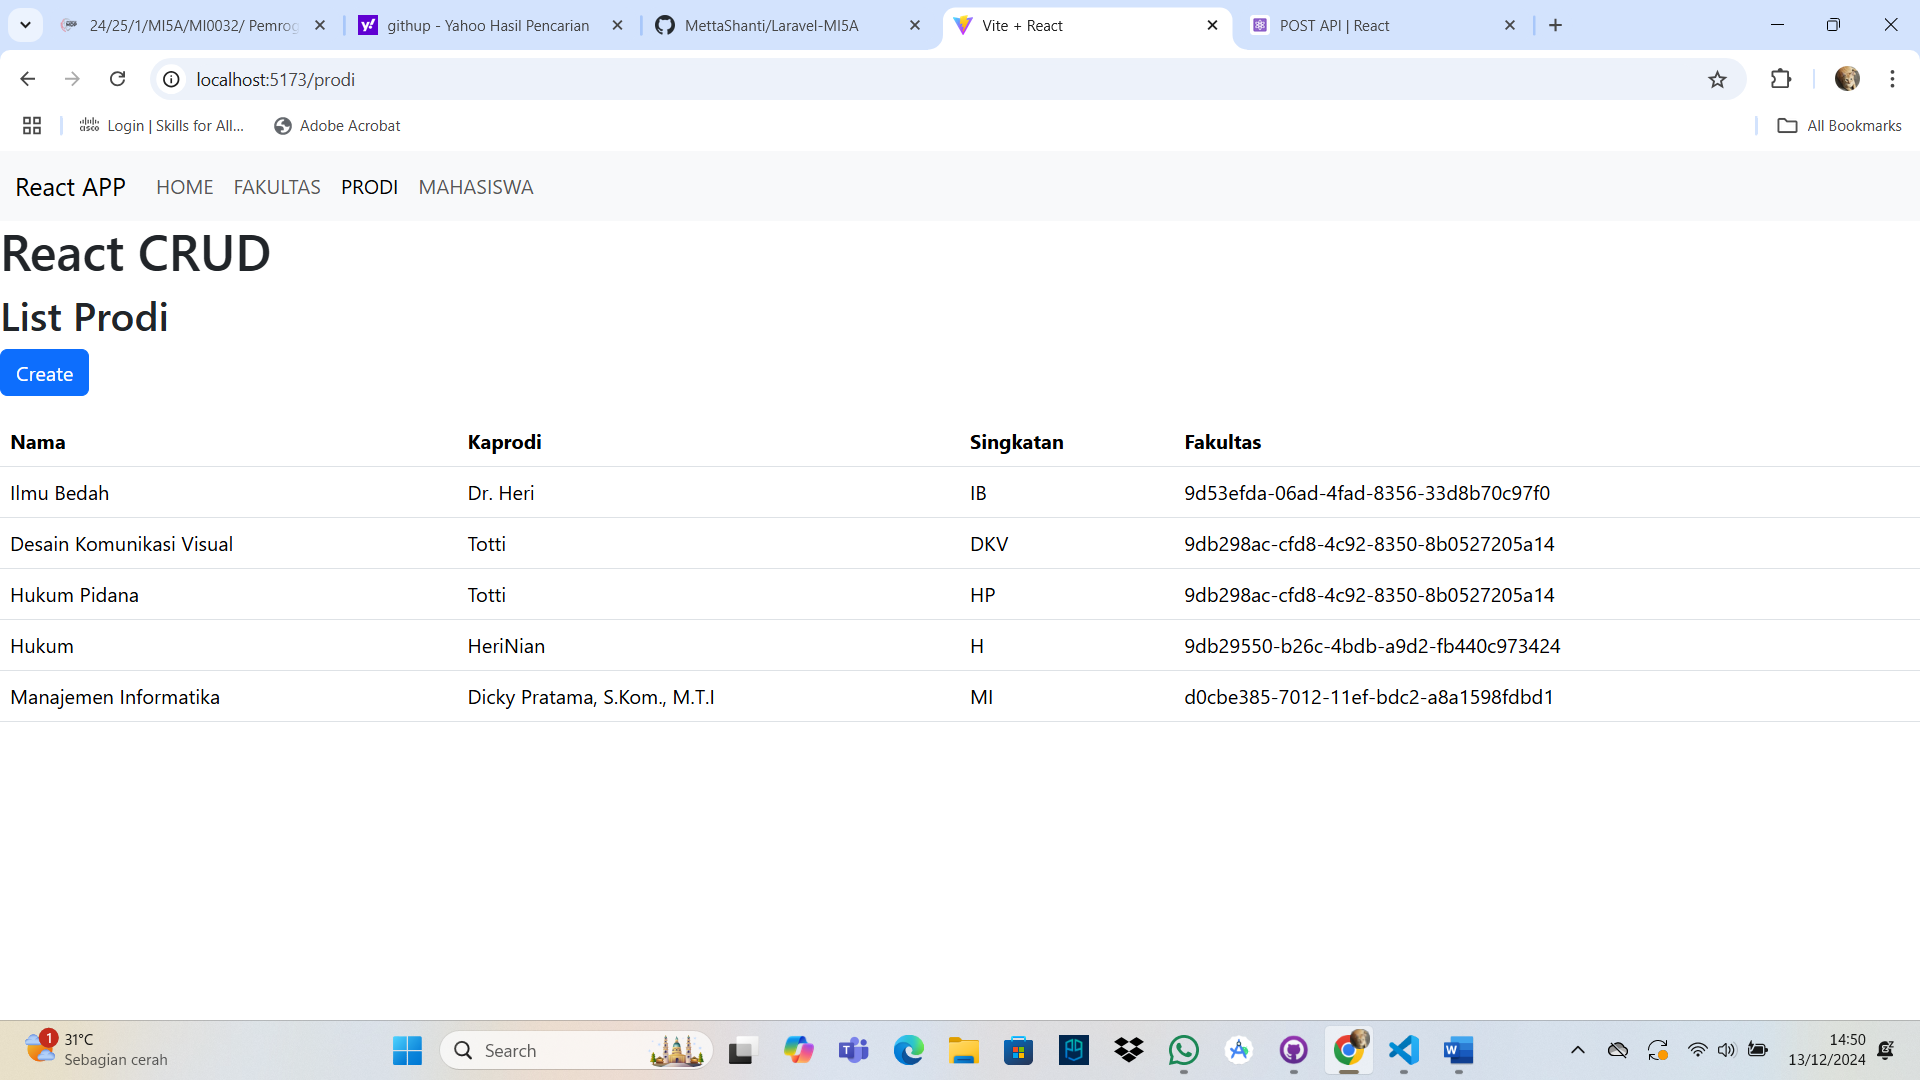 24/25/1/MI5A/MI0032/ Pemrog
githup - Yahoo Hasil Pencarian
MettaShanti/Laravel-MI5A
Vite + React
POST API | React
localhost:5173/prodi
Login | Skills for All...
Adobe Acrobat
All Bookmarks
React APP HOME FAKULTAS PRODI MAHASISWA
React CRUD
List Prodi
Create
Nama Kaprodi Singkatan Fakultas
Ilmu Bedah Dr. Heri IB 9d53efda-06ad-4fad-8356-33d8b70c97f0
Desain Komunikasi Visual Totti DKV 9db298ac-cfd8-4c92-8350-8b0527205a14
Hukum Pidana Totti HP 9db298ac-cfd8-4c92-8350-8b0527205a14
Hukum HeriNian H 9db29550-b26c-4bdb-a9d2-fb440c973424
Manajemen Informatika Dicky Pratama, S.Kom., M.T.I MI d0cbe385-7012-11ef-bdc2-a8a1598fdbd1
1
31°C
Sebagian cerah
Search
14:50
13/12/2024